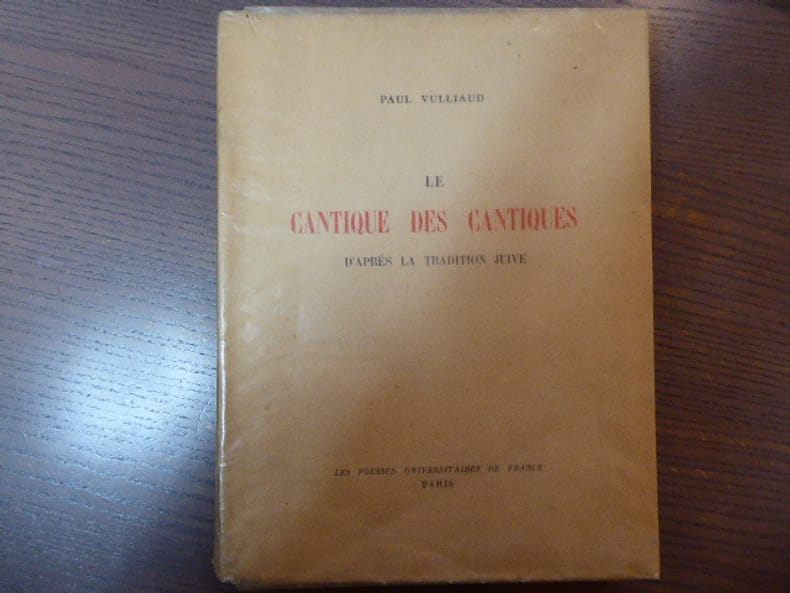 PAUL VULLIAUD
LE
CANTIQUE DES CANTIQUES
D'APRÈS LA TRADITION JUIVE
LES PRESSES UNIVERSITAIRES DE FRANCE
PARIS